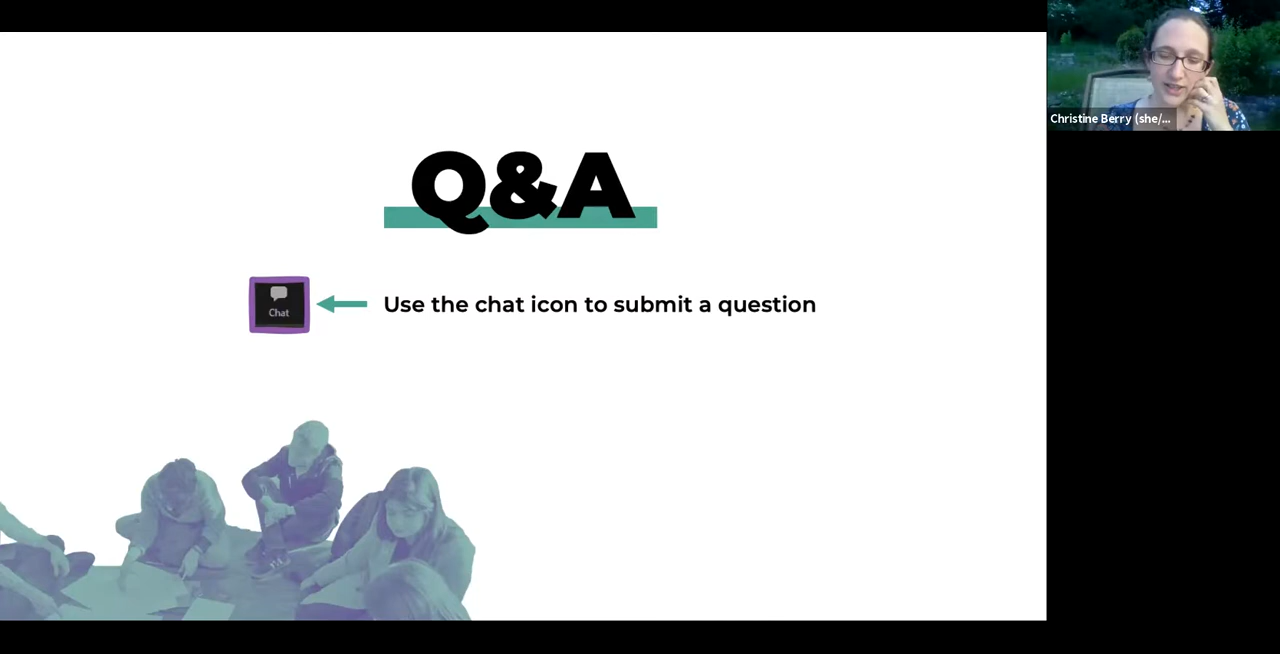 Christine Berry (she/...
Q&A
Chat
Use the chat icon to submit a question